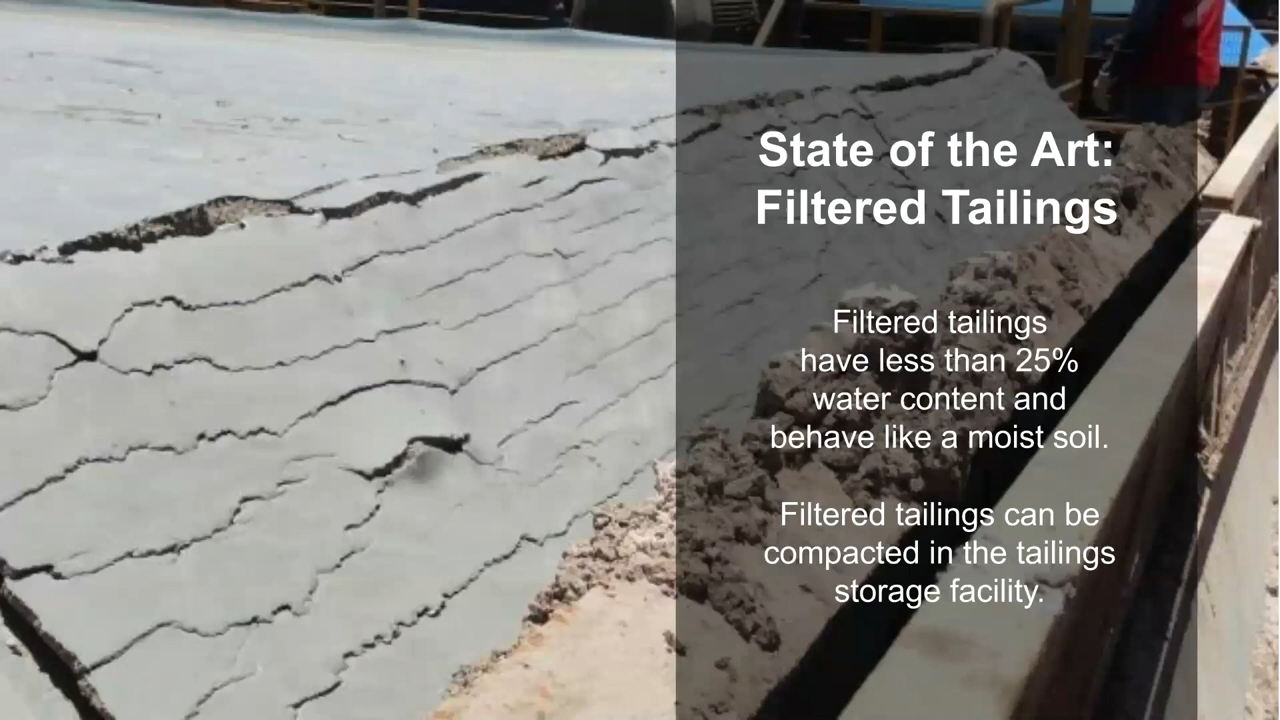 State of the Art:
Filtered Tailings
Filtered tailings
have less than 25%
water content and
behave like a moist soil.
Filtered tailings can be
compacted in the tailings
storage facility.